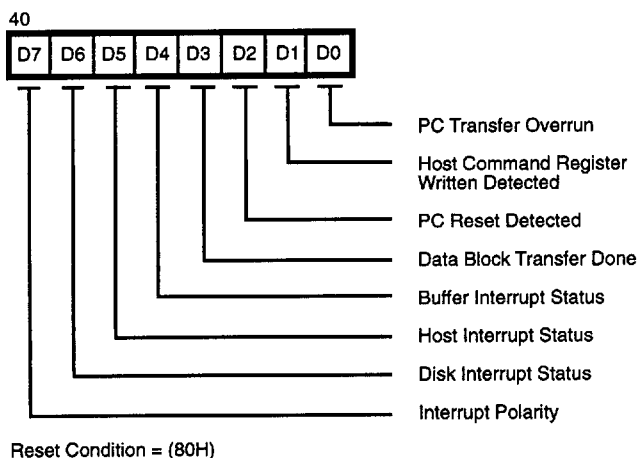 40
D7 D6 D5 D4 D3 D2 D1 D0
PC Transfer Overrun
Host Command Register
Written Detected
PC Reset Detected
Data Block Transfer Done
Buffer Interrupt Status
Host Interrupt Status
Disk Interrupt Status
Interrupt Polarity
Reset Condition = (80H)